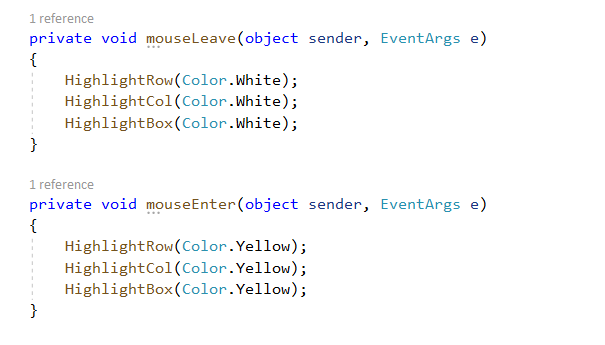 1 reference
private void mouseLeave(object sender, EventArgs e)
{
HighlightRow(Color.White);
HighlightCol(Color.White);
HighlightBox(Color.White);
}
1 reference
private void mouseEnter(object sender, EventArgs e)
{
HighlightRow(Color.Yellow);
HighlightCol(Color.Yellow);
HighlightBox(Color.Yellow);
}